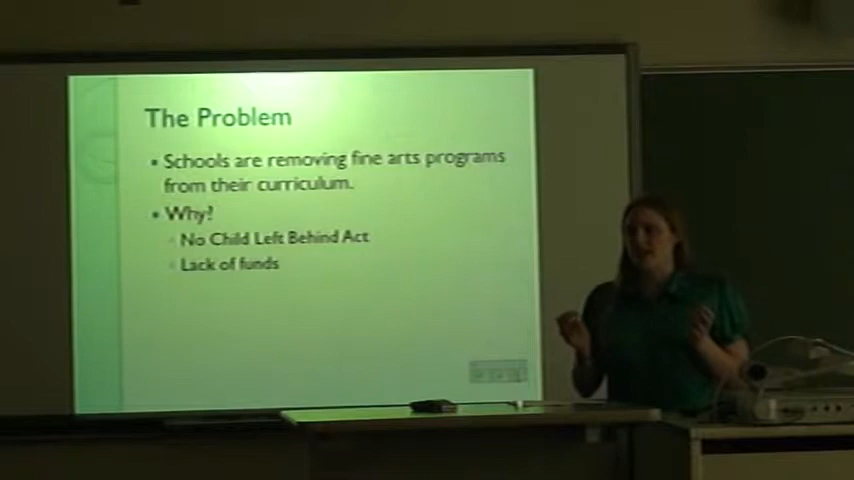 The Problem
• Schools are removing fine arts programs
from their curriculum.
• Why?
◦ No Child Left Behind Act
◦ Lack of funds